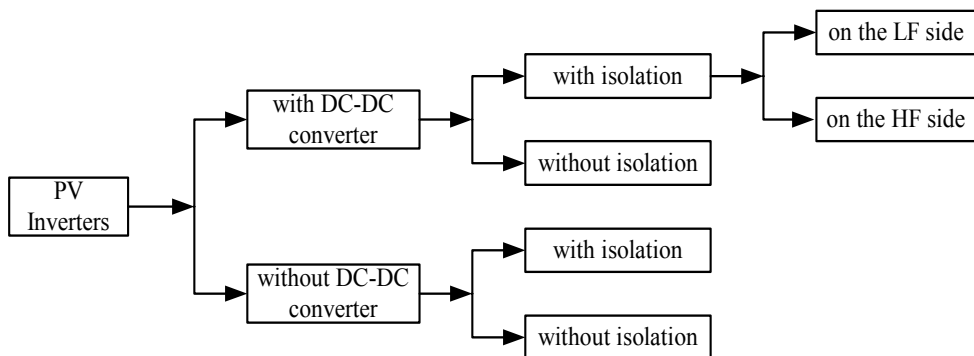 PV
Inverters
with DC-DC
converter
with isolation
on the LF side
on the HF side
without isolation
without DC-DC
converter
with isolation
without isolation